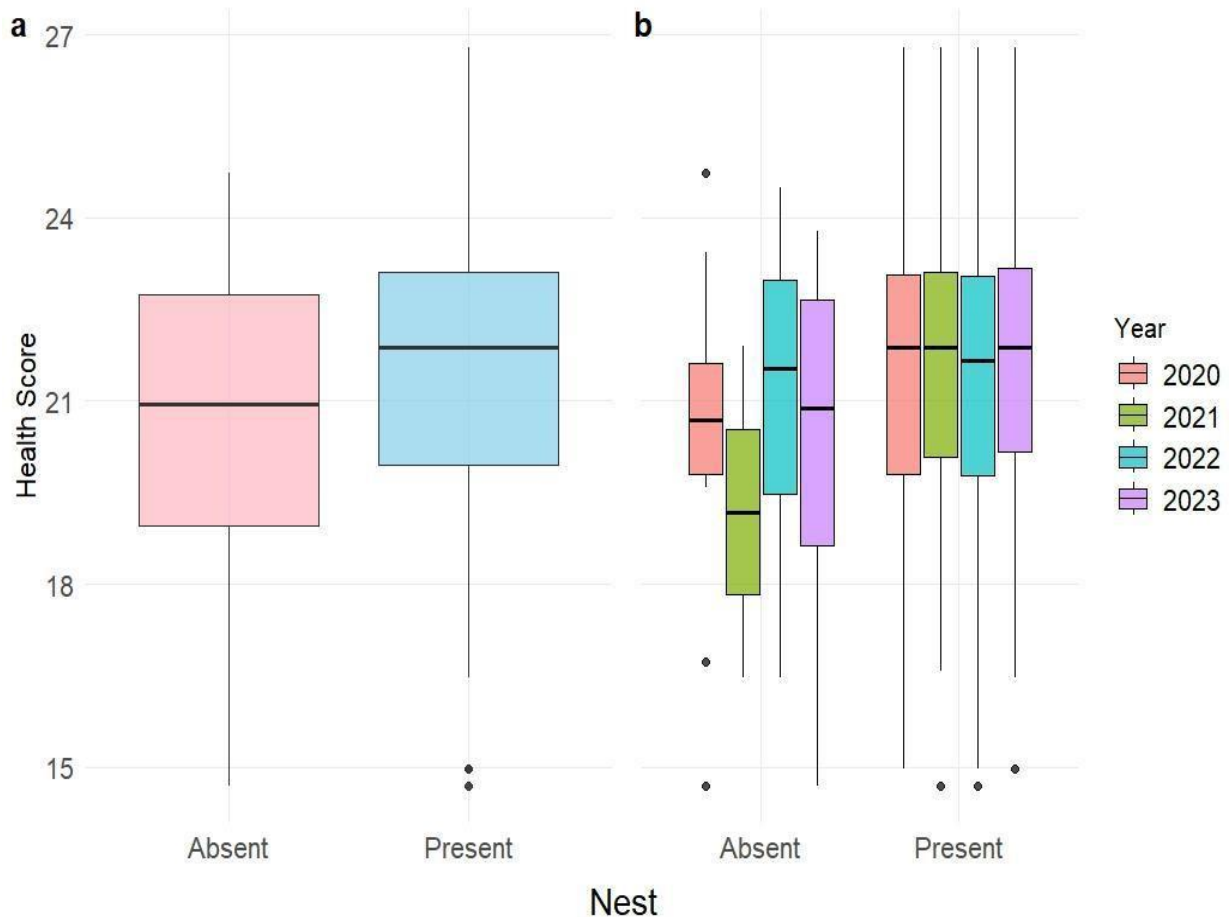 a
b
27
24
21
18
15
Health Score
Absent
Present
Absent
Present
Nest
Year
2020
2021
2022
2023